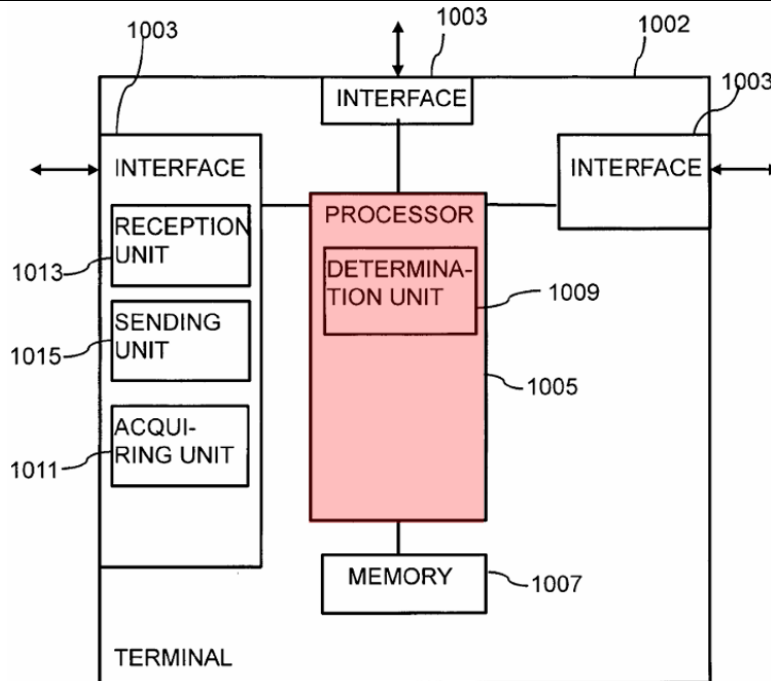 1003
1003
1002
1003
INTERFACE
INTERFACE
INTERFACE
PROCESSOR
RECEPTION
UNIT
1013
DETERMINA-
TION UNIT
1009
SENDING
UNIT
1015
1005
ACQUI-
RING UNIT
1011
MEMORY
1007
TERMINAL